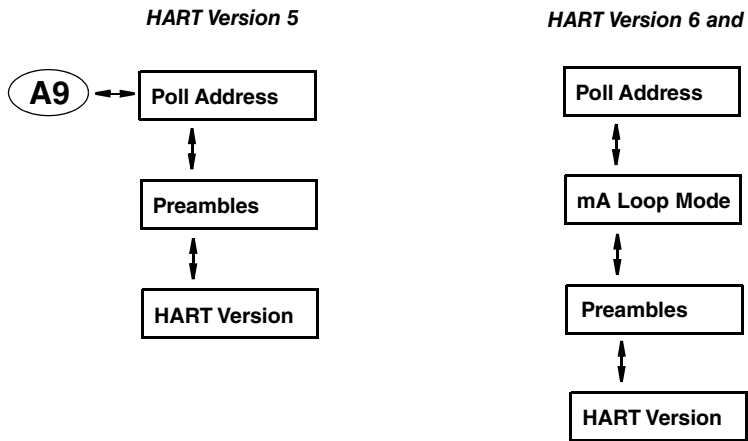 HART Version 5
A9
Poll Address
Preambles
HART Version
HART Version 6 and
Poll Address
mA Loop Mode
Preambles
HART Version